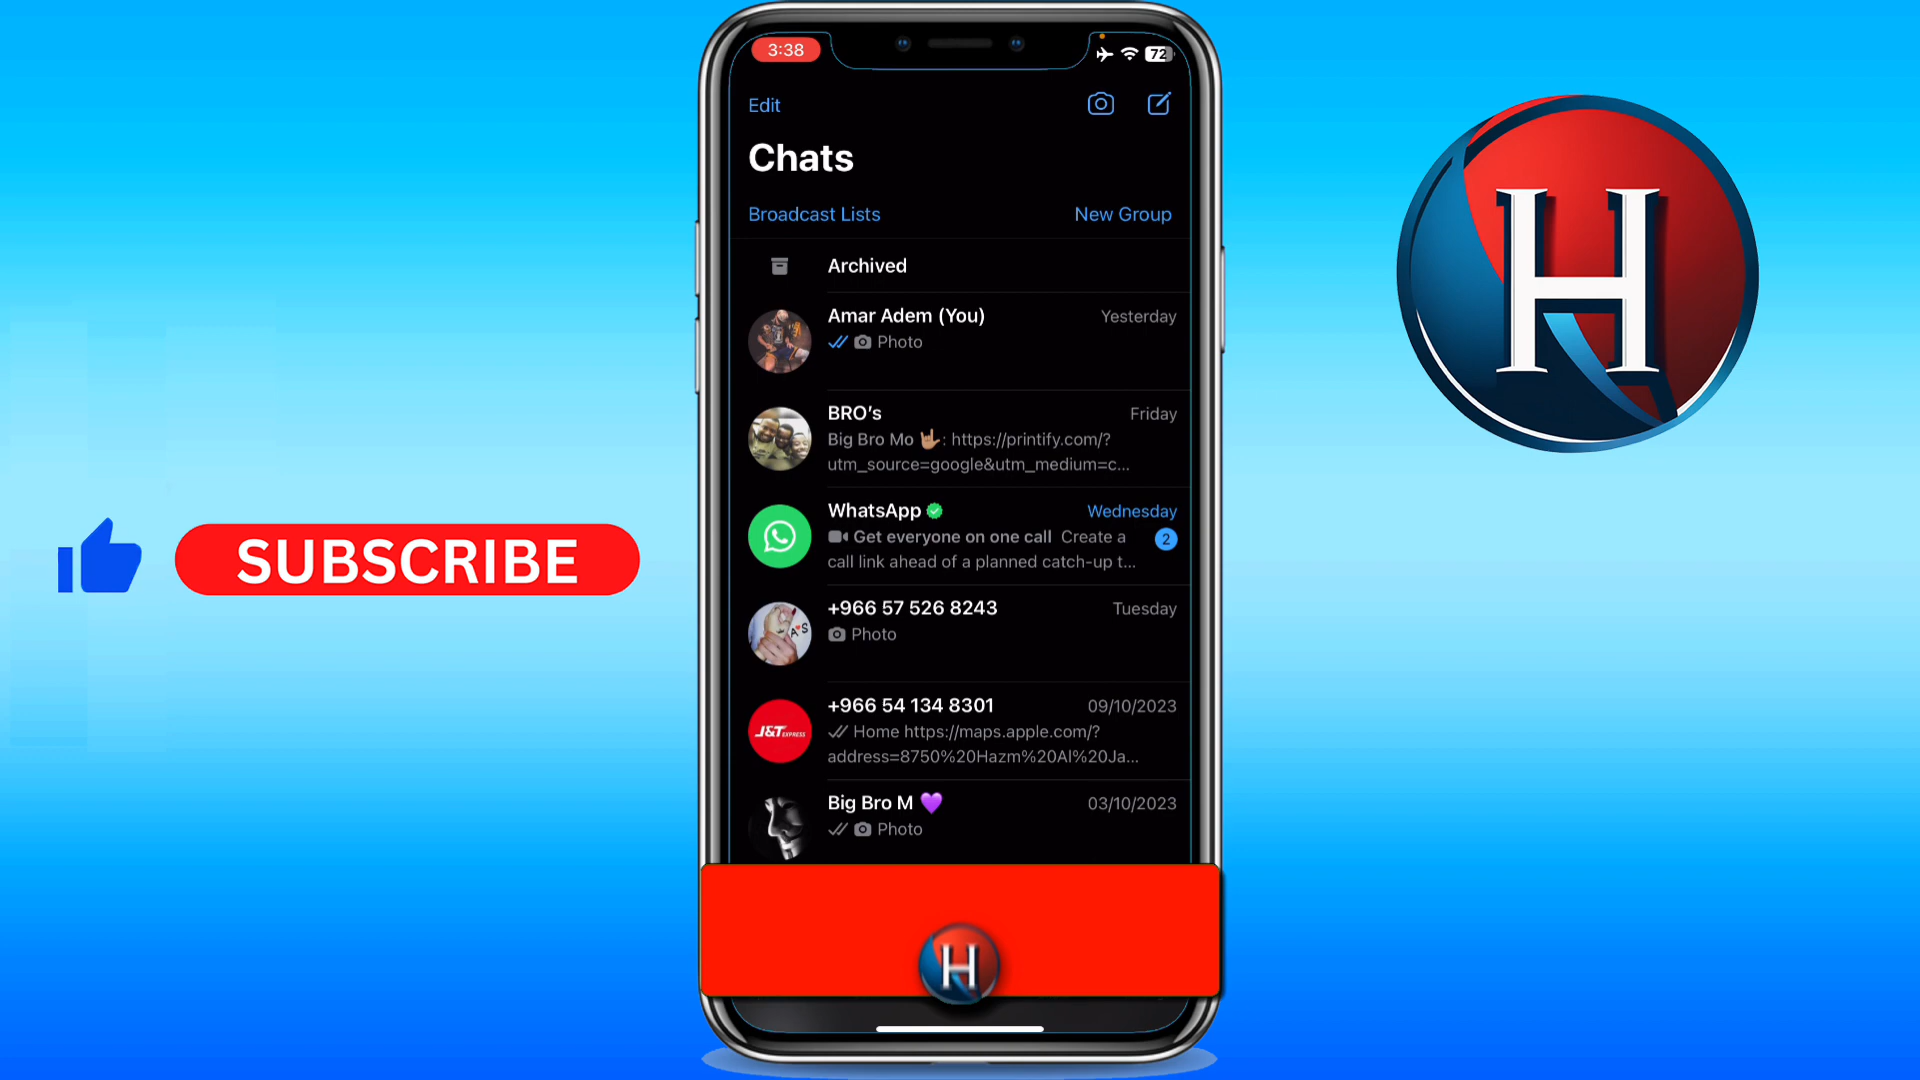 3:38
72
Edit
Chats
Broadcast Lists New Group
Archived
Amar Adem (You) Yesterday
Photo
BRO's Friday
Big Bro Mo 🤟🏽: https://printify.com/?
utm_source=google&utm_medium=c...
WhatsApp Wednesday
Get everyone on one call Create a
call link ahead of a planned catch-up t...
2
+966 57 526 8243 Tuesday
A♥S
Photo
+966 54 134 8301 09/10/2023
J&T EXPRESS
Home https://maps.apple.com/?
address=8750%20Hazm%20Al%20Ja...
Big Bro M 💜 03/10/2023
Photo
SUBSCRIBE
H
H